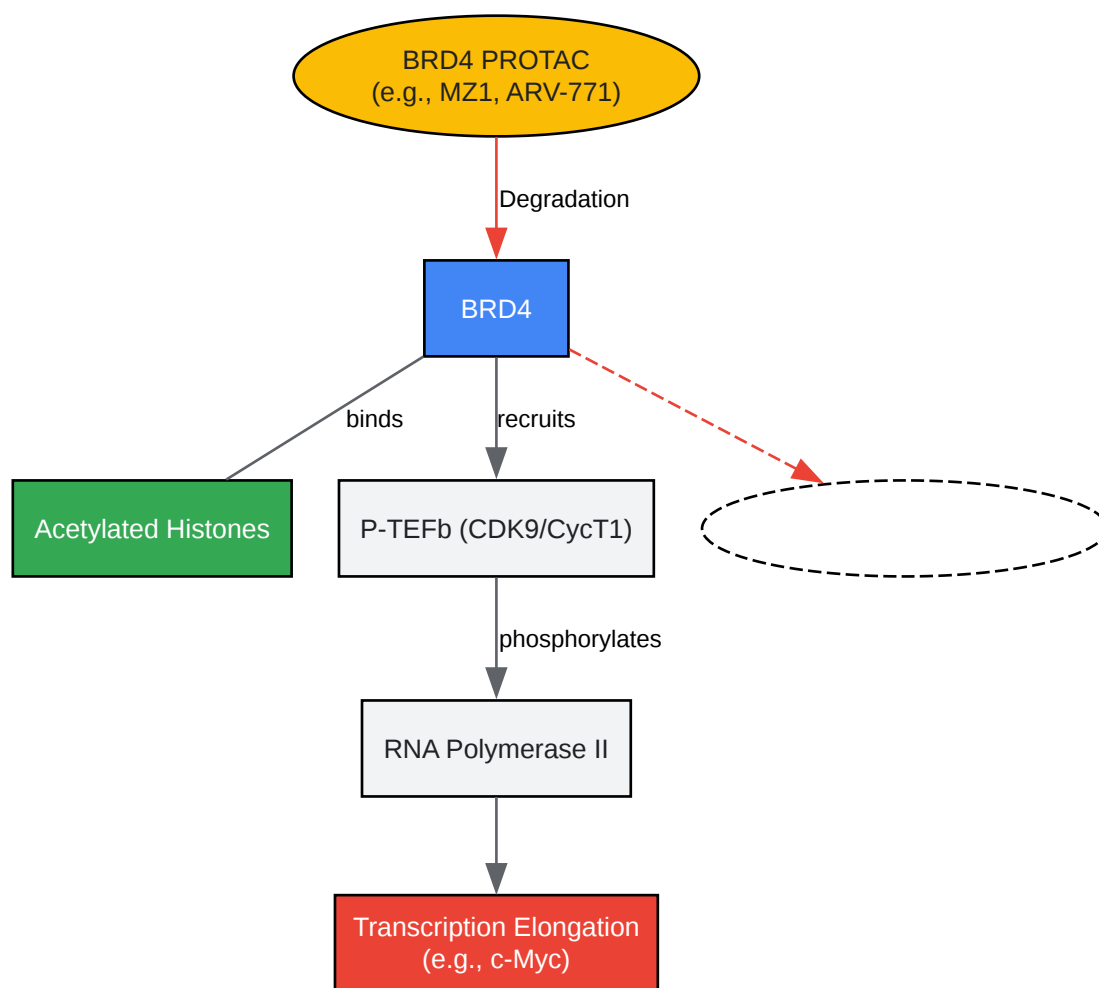 BRD4 PROTAC
(e.g., MZ1, ARV-771)
Degradation
BRD4
binds
recruits
Acetylated Histones
P-TEFb (CDK9/CycT1)
phosphorylates
RNA Polymerase II
Transcription Elongation
(e.g., c-Myc)